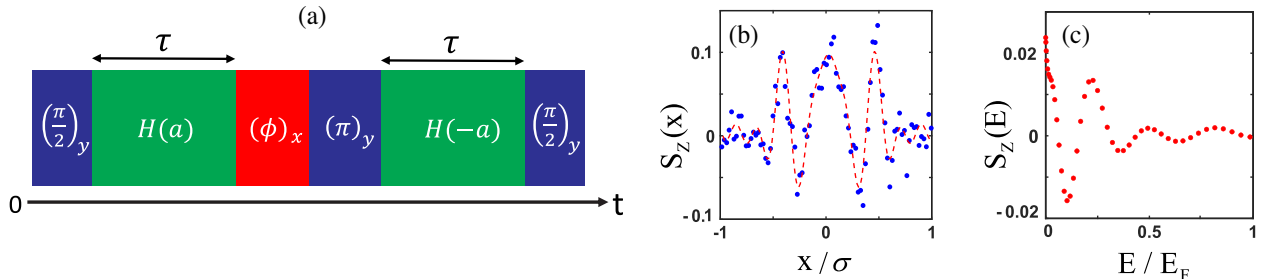 (a)
τ τ
(π/2)_y H(a) (ϕ)_x (π)_y H(−a) (π/2)_y
0 t
(b)
S_Z(x)
0.1
0
-0.1
-1 0 1
x / σ
(c)
S_Z(E)
0.02
0
-0.02
0 0.5 1
E / E_F